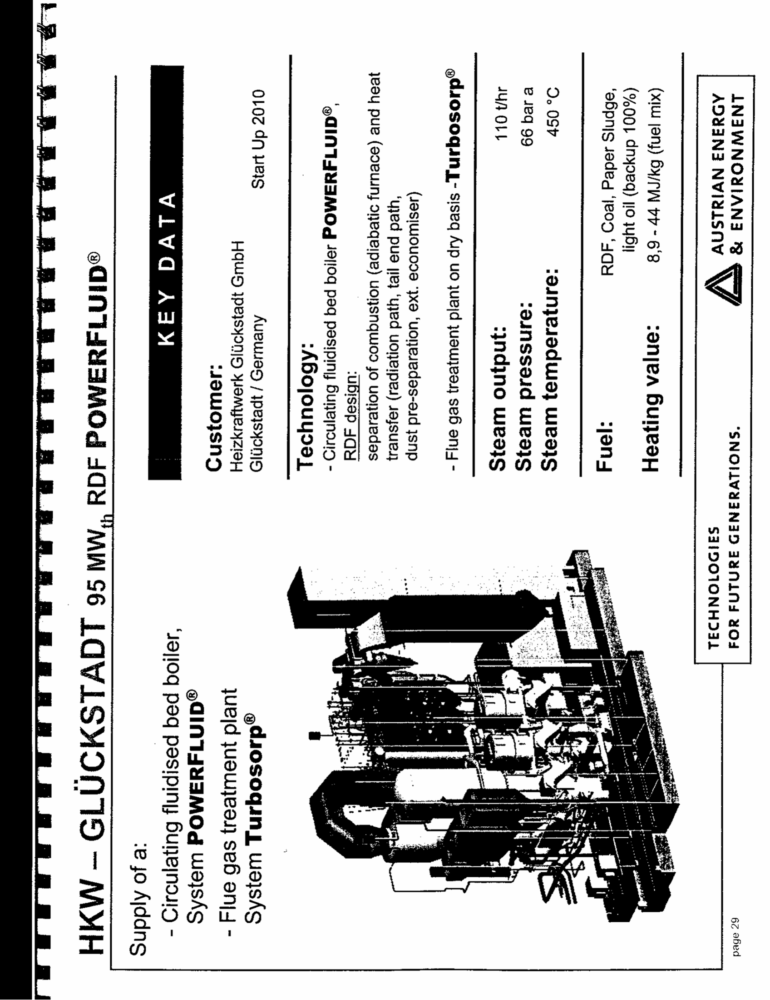 HKW – GLÜCKSTADT 95 MWth RDF POWERFLUID®
Supply of a:
- Circulating fluidised bed boiler,
System POWERFLUID®
- Flue gas treatment plant
System Turbosorp®
KEY DATA
Customer:
Heizkraftwerk Glückstadt GmbH
Glückstadt / Germany Start Up 2010
Technology:
- Circulating fluidised bed boiler POWERFLUID®,
RDF design:
separation of combustion (adiabatic furnace) and heat
transfer (radiation path, tail end path,
dust pre-separation, ext. economiser)
- Flue gas treatment plant on dry basis - Turbosorp®
Steam output: 110 t/hr
Steam pressure: 66 bar a
Steam temperature: 450 °C
Fuel: RDF, Coal, Paper Sludge,
light oil (backup 100%)
Heating value: 8,9 - 44 MJ/kg (fuel mix)
TECHNOLOGIES
FOR FUTURE GENERATIONS.
AUSTRIAN ENERGY
& ENVIRONMENT
page 29